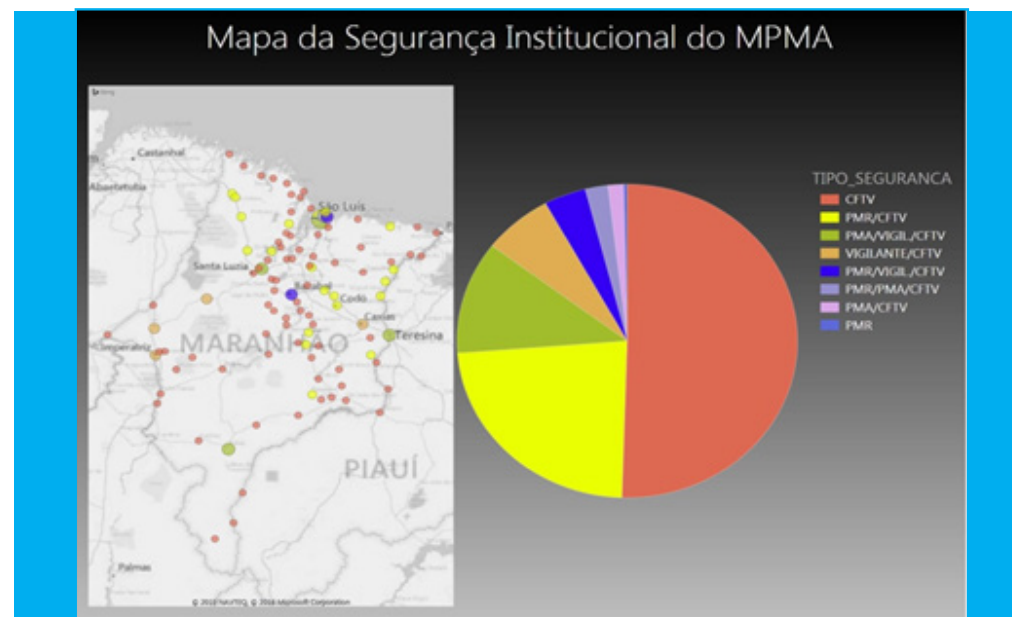 Mapa da Segurança Institucional do MPMA
bing
Castanhal
Abaetetuba
São Luís
Santa Luzia
Bacabal
Codó
Caxias
Teresina
Imperatriz
MARANHÃO
PIAUÍ
Palmas
TIPO_SEGURANCA
CFTV
PMR/CFTV
PMA/VIGIL./CFTV
VIGILANTE/CFTV
PMR/VIGIL./CFTV
PMR/PMA/CFTV
PMA/CFTV
PMR